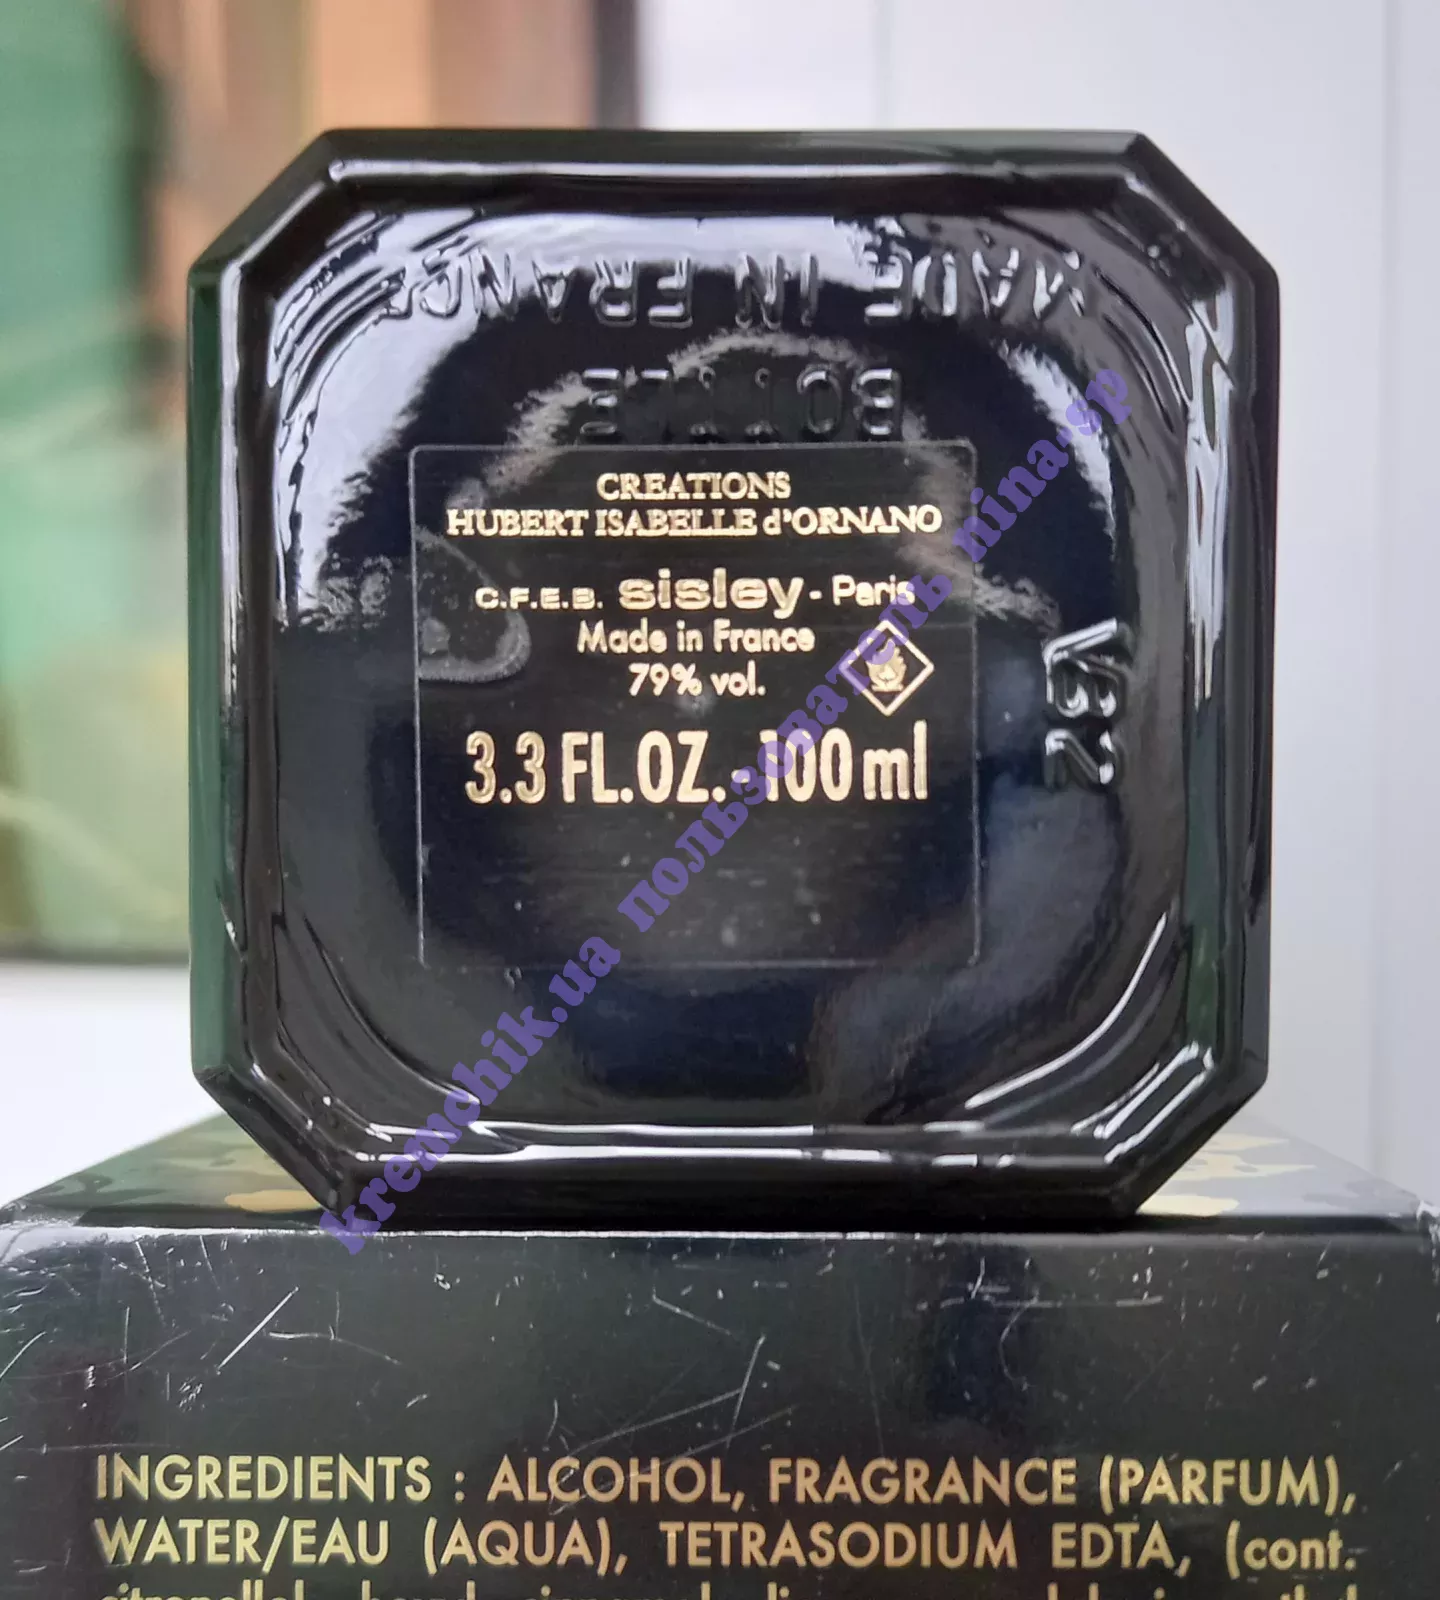 MADE IN FRANCE
BOTTLE
CREATIONS
HUBERT ISABELLE d'ORNANO
C.F.E.B. sisley - Paris
Made in France
79% vol.
3.3 FL.OZ. - 100 ml
VB2
kremchik.ua пользователь nina-sp
INGREDIENTS : ALCOHOL, FRAGRANCE (PARFUM),
WATER/EAU (AQUA), TETRASODIUM EDTA, (cont.